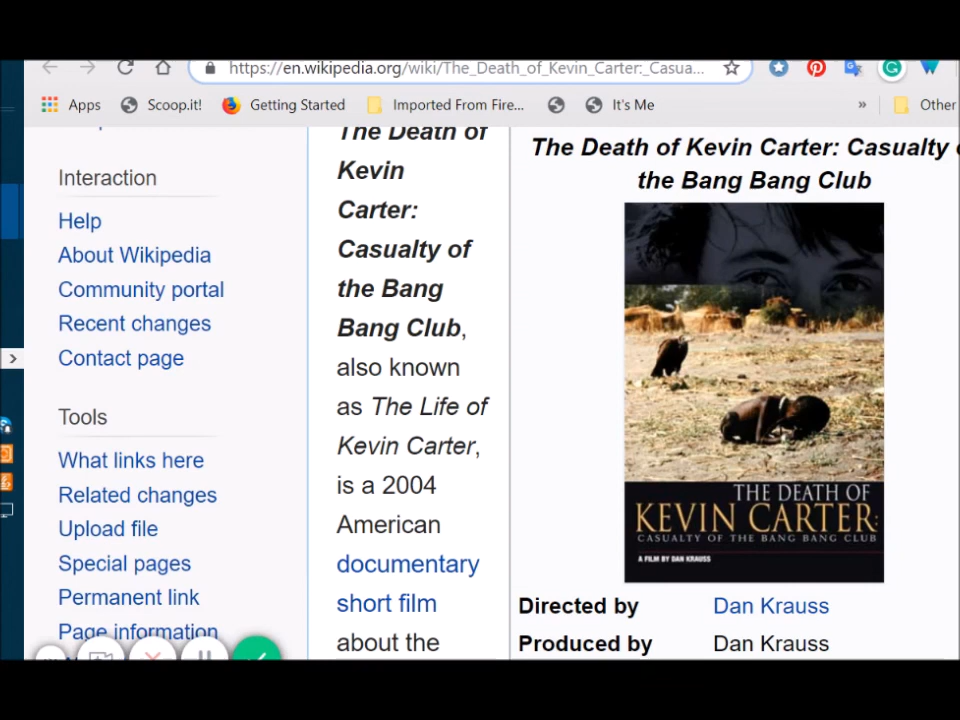 https://en.wikipedia.org/wiki/The_Death_of_Kevin_Carter:_Casua...
Apps
Scoop.it!
Getting Started
Imported From Fire...
It's Me
»
Other
Interaction
Help
About Wikipedia
Community portal
Recent changes
Contact page
Tools
What links here
Related changes
Upload file
Special pages
Permanent link
Page information
The Death of
Kevin
Carter:
Casualty of
the Bang
Bang Club,
also known
as The Life of
Kevin Carter,
is a 2004
American
documentary
short film
about the
The Death of Kevin Carter: Casualty
the Bang Bang Club
THE DEATH OF
KEVIN CARTER:
CASUALTY OF THE BANG BANG CLUB
A FILM BY DAN KRAUSS
Directed by Dan Krauss
Produced by Dan Krauss